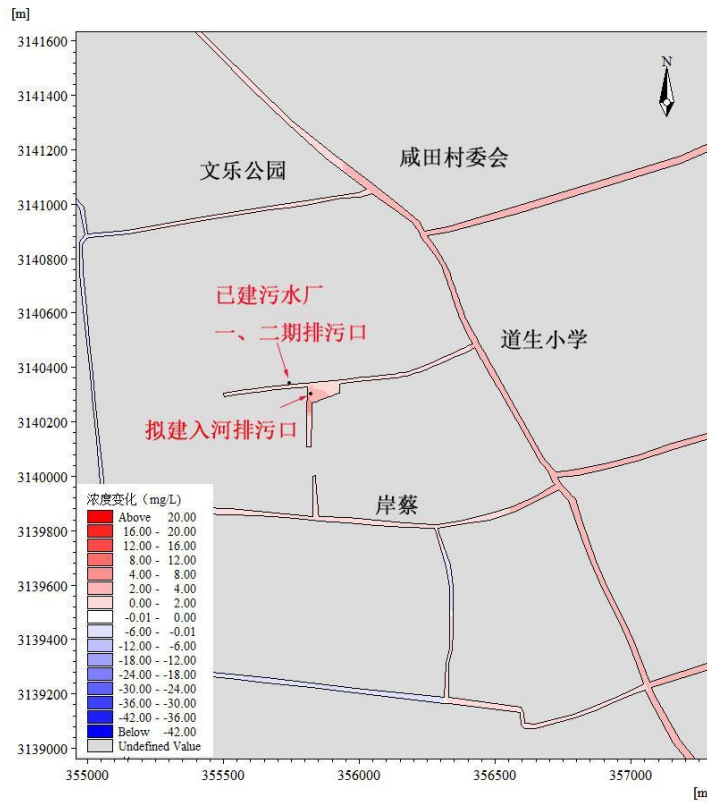 [m]
3141600
3141400
3141200
3141000
3140800
3140600
3140400
3140200
3140000
3139800
3139600
3139400
3139200
3139000
N
咸田村委会
文乐公园
已建污水厂
一、二期排污口
道生小学
拟建入河排污口
岸蔡
浓度变化（mg/L）
Above 20.00
16.00 - 20.00
12.00 - 16.00
8.00 - 12.00
4.00 - 8.00
2.00 - 4.00
0.00 - 2.00
-0.01 - 0.00
-6.00 - -0.01
-12.00 - -6.00
-18.00 - -12.00
-24.00 - -18.00
-30.00 - -24.00
-36.00 - -30.00
-42.00 - -36.00
Below -42.00
Undefined Value
355000 355500 356000 356500 357000
[m]